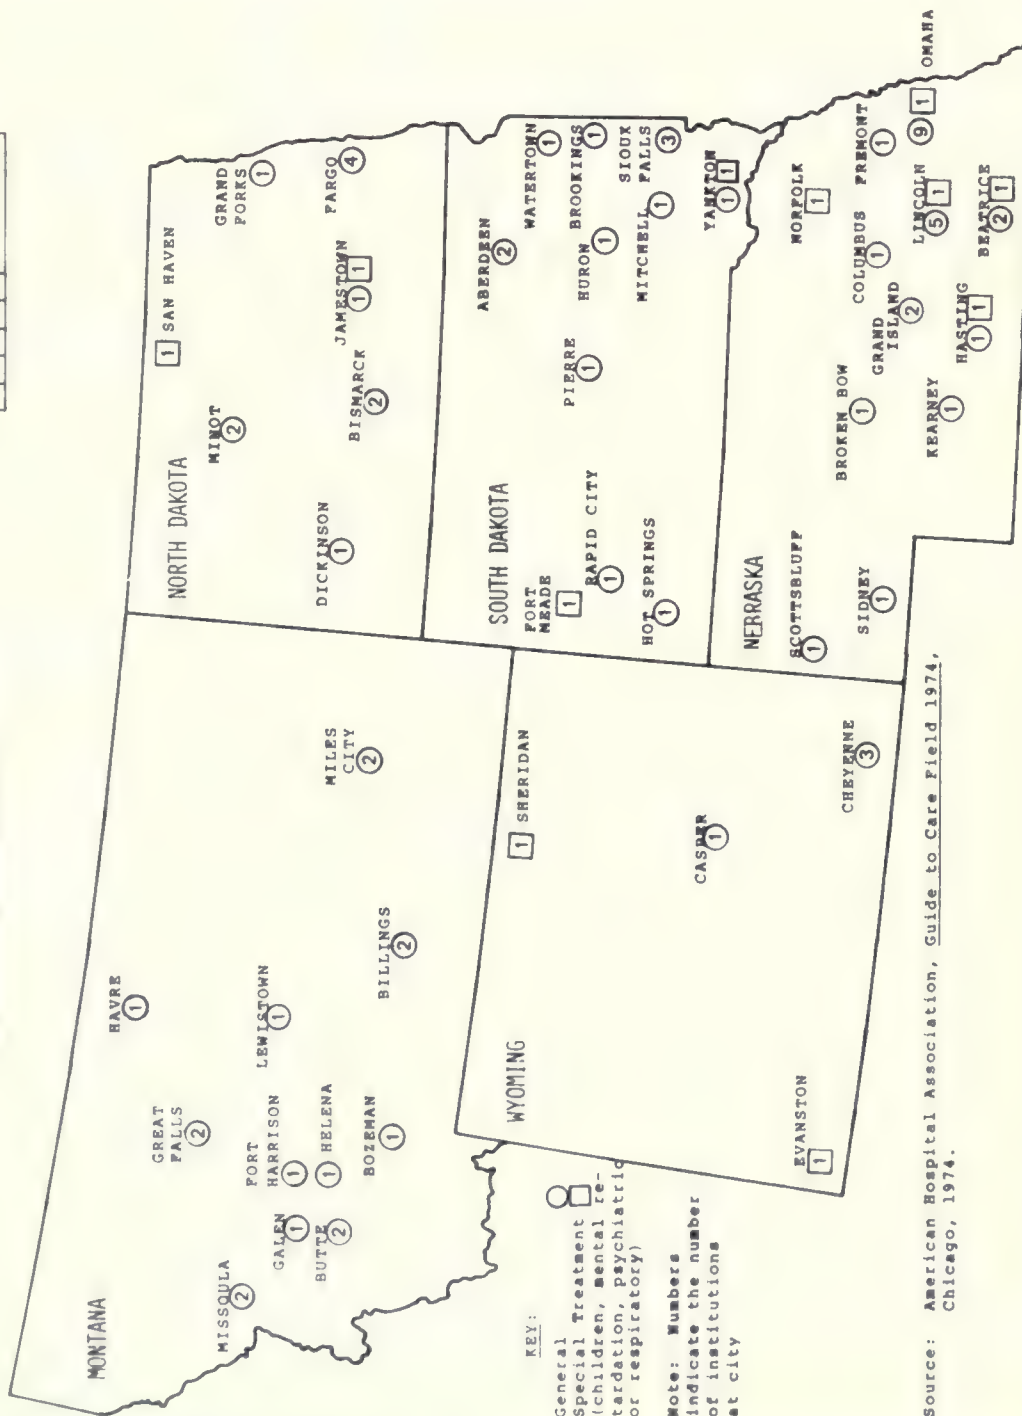 MONTANA
HAVRE
1
GREAT
FALLS
2
MISSOULA
2
FORT
HARRISON
1
LEWISTOWN
1
GALEN
1
1 HELENA
BUTTE
2
BOZEMAN
1
BILLINGS
2
MILES
CITY
2
NORTH DAKOTA
1 SAN HAVEN
MINOT
2
GRAND
FORKS
1
DICKINSON
1
BISMARCK
2
JAMESTOWN
1 1
FARGO
4
WYOMING
1 SHERIDAN
CASPER
1
EVANSTON
1
CHEYENNE
3
SOUTH DAKOTA
ABERDEEN
2
FORT
MEADE
1
WATERTOWN
1
RAPID CITY
1
PIERRE
1
HURON
1
BROOKINGS
1
HOT SPRINGS
1
MITCHELL
1
SIOUX
FALLS
3
YANKTON
1 1
NEBRASKA
SCOTTSBLUFF
1
SIDNEY
1
BROKEN BOW
1
NORFOLK
1
COLUMBUS
1
FREMONT
1
GRAND
ISLAND
2
9 1 OMAHA
LINCOLN
5 1
KEARNEY
1
HASTING
1 1
BEATRICE
2 1
KEY:
General
Special Treatment
(children, mental re-
tardation, psychiatric
or respiratory)
Note: Numbers
indicate the number
of institutions
at city
Source: American Hospital Association, Guide to Care Field 1974,
Chicago, 1974.